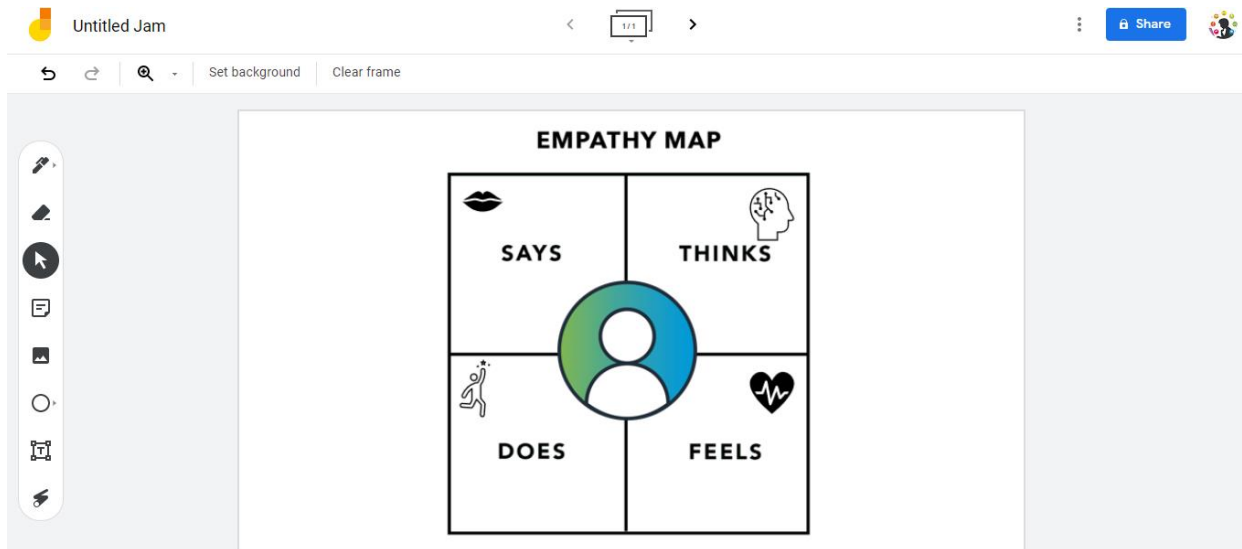 Untitled Jam
1/1
Share
Set background
Clear frame
EMPATHY MAP
SAYS
THINKS
DOES
FEELS
T